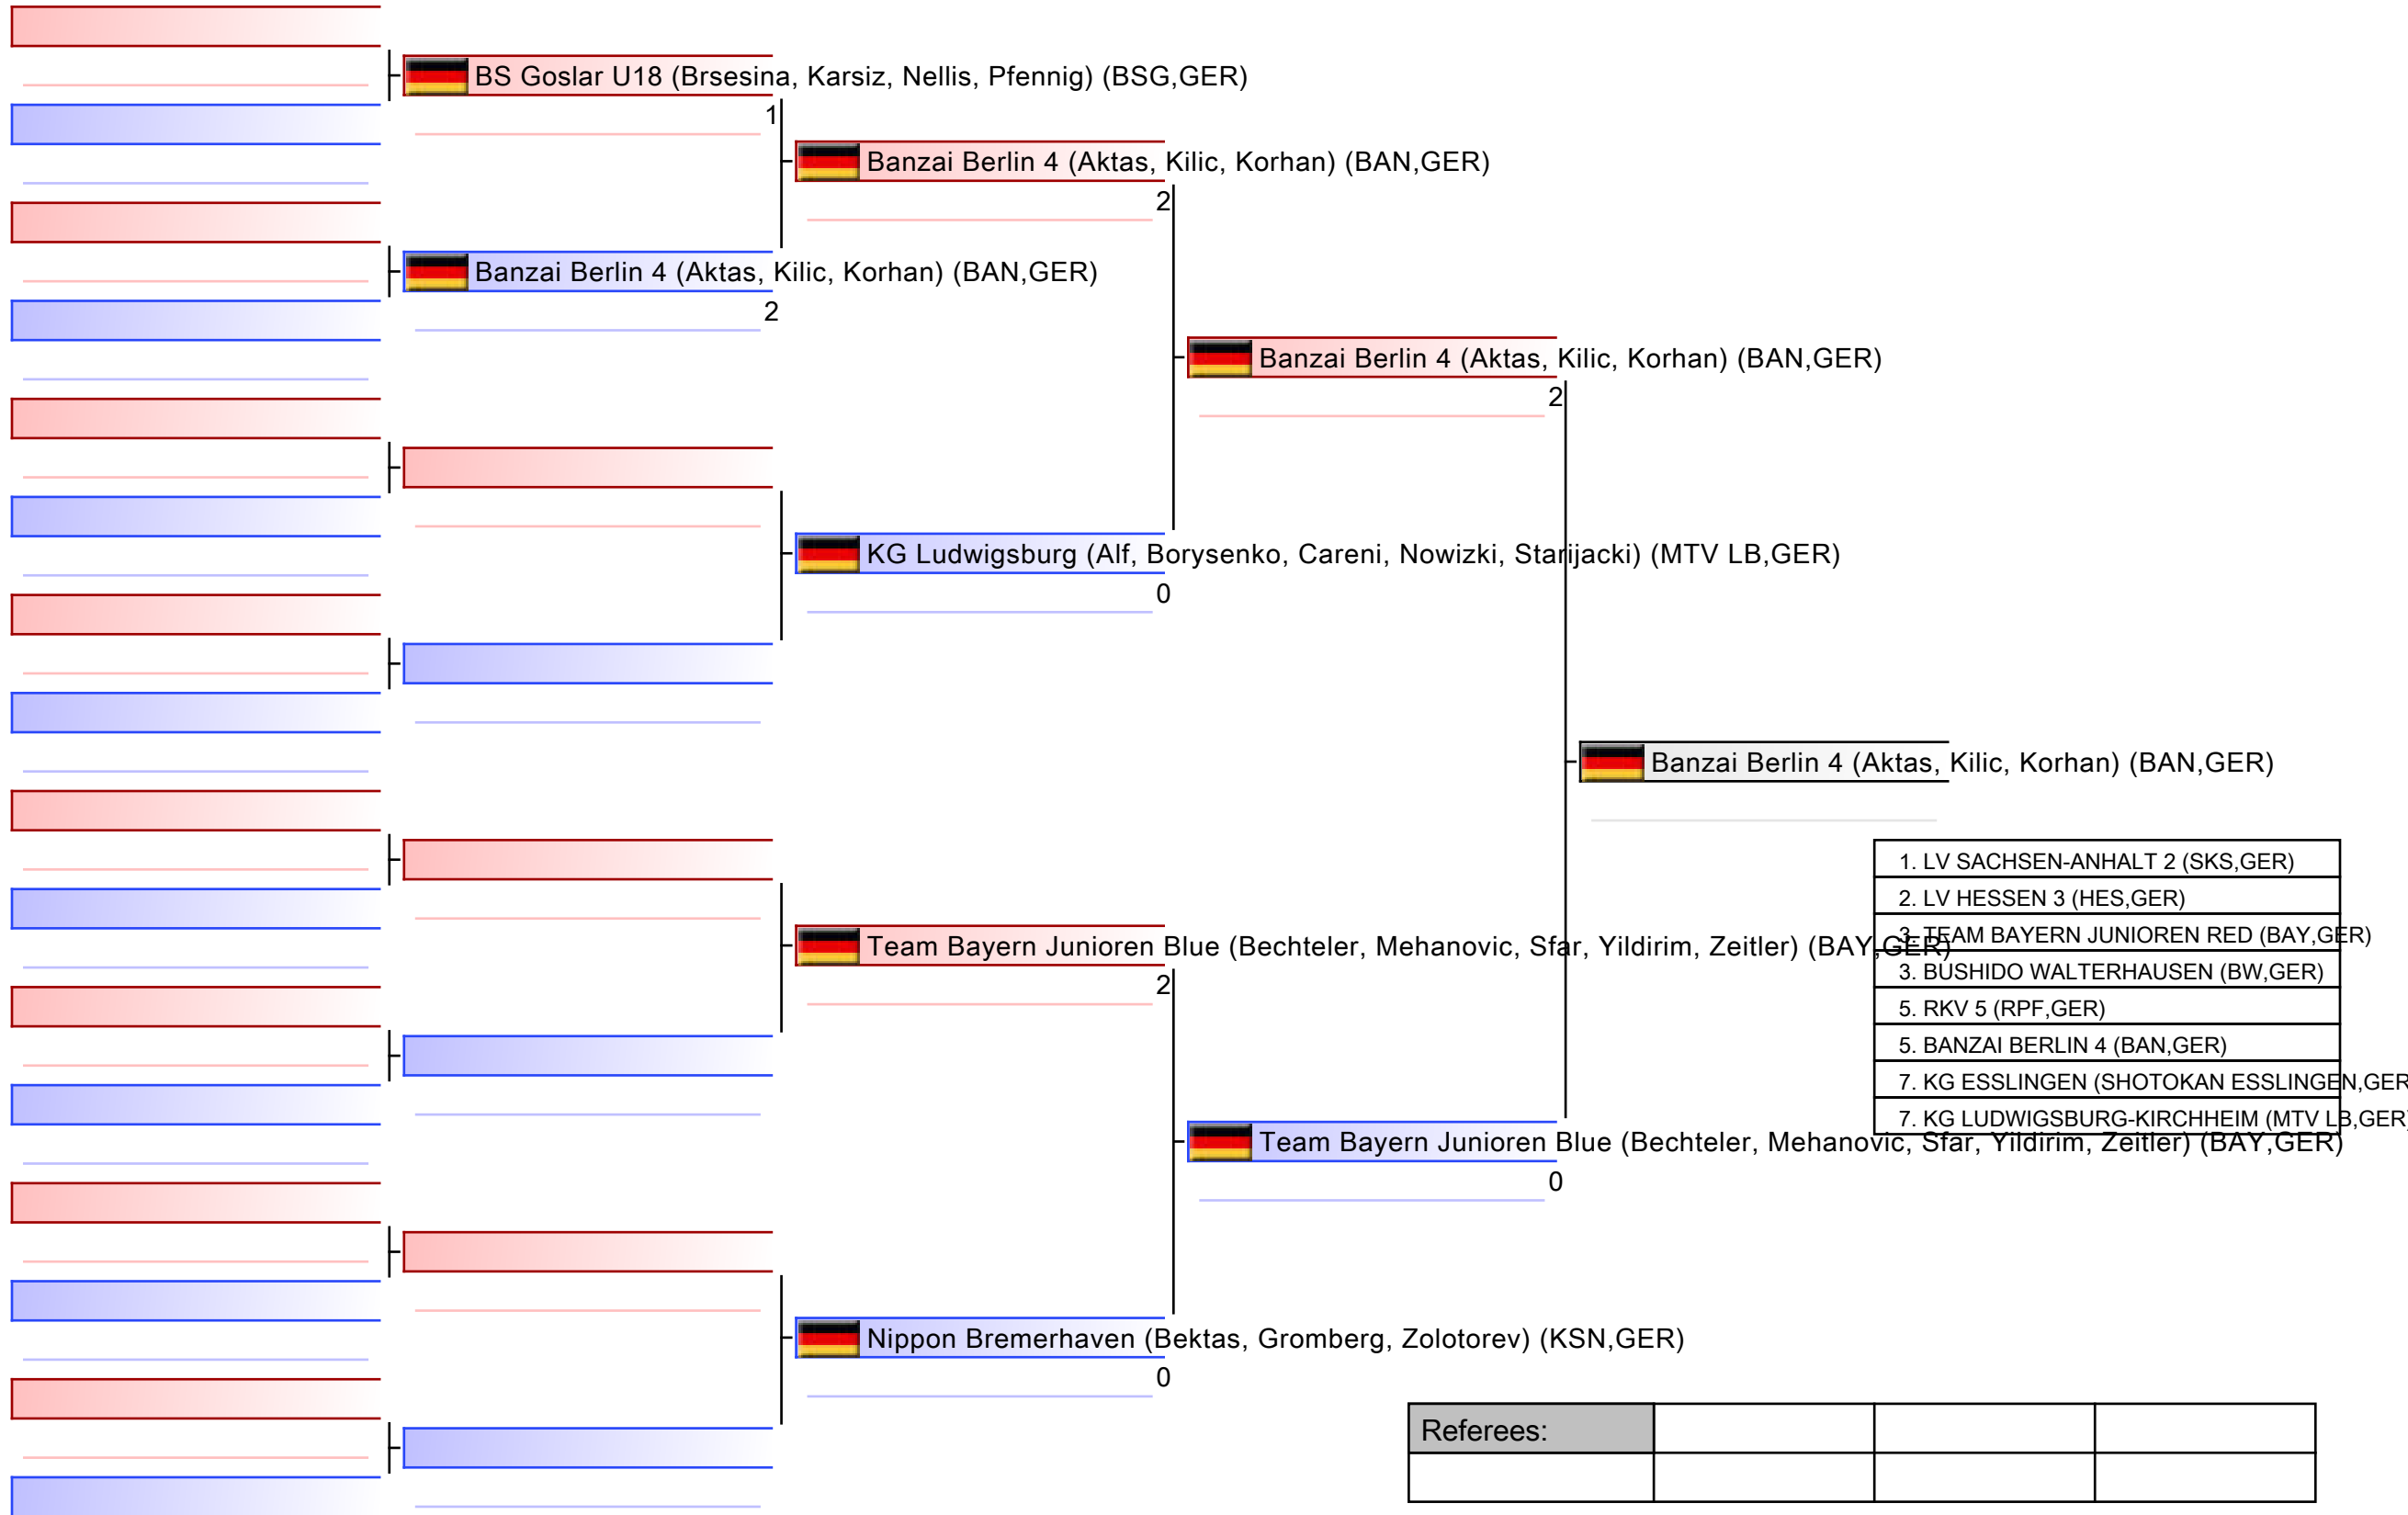 BS Goslar U18 (Brsesina, Karsiz, Nellis, Pfennig) (BSG,GER)
1
Banzai Berlin 4 (Aktas, Kilic, Korhan) (BAN,GER)
2
Banzai Berlin 4 (Aktas, Kilic, Korhan) (BAN,GER)
2
Banzai Berlin 4 (Aktas, Kilic, Korhan) (BAN,GER)
2
KG Ludwigsburg (Alf, Borysenko, Careni, Nowizki, Starijacki) (MTV LB,GER)
0
Banzai Berlin 4 (Aktas, Kilic, Korhan) (BAN,GER)
1. LV SACHSEN-ANHALT 2 (SKS,GER)
2. LV HESSEN 3 (HES,GER)
3. TEAM BAYERN JUNIOREN RED (BAY,GER)
3. BUSHIDO WALTERHAUSEN (BW,GER)
5. RKV 5 (RPF,GER)
5. BANZAI BERLIN 4 (BAN,GER)
7. KG ESSLINGEN (SHOTOKAN ESSLINGEN,GER
7. KG LUDWIGSBURG-KIRCHHEIM (MTV LB,GER)
Team Bayern Junioren Blue (Bechteler, Mehanovic, Sfar, Yildirim, Zeitler) (BAY,GER)
2
Team Bayern Junioren Blue (Bechteler, Mehanovic, Sfar, Yildirim, Zeitler) (BAY,GER)
0
Nippon Bremerhaven (Bektas, Gromberg, Zolotorev) (KSN,GER)
0
Referees: